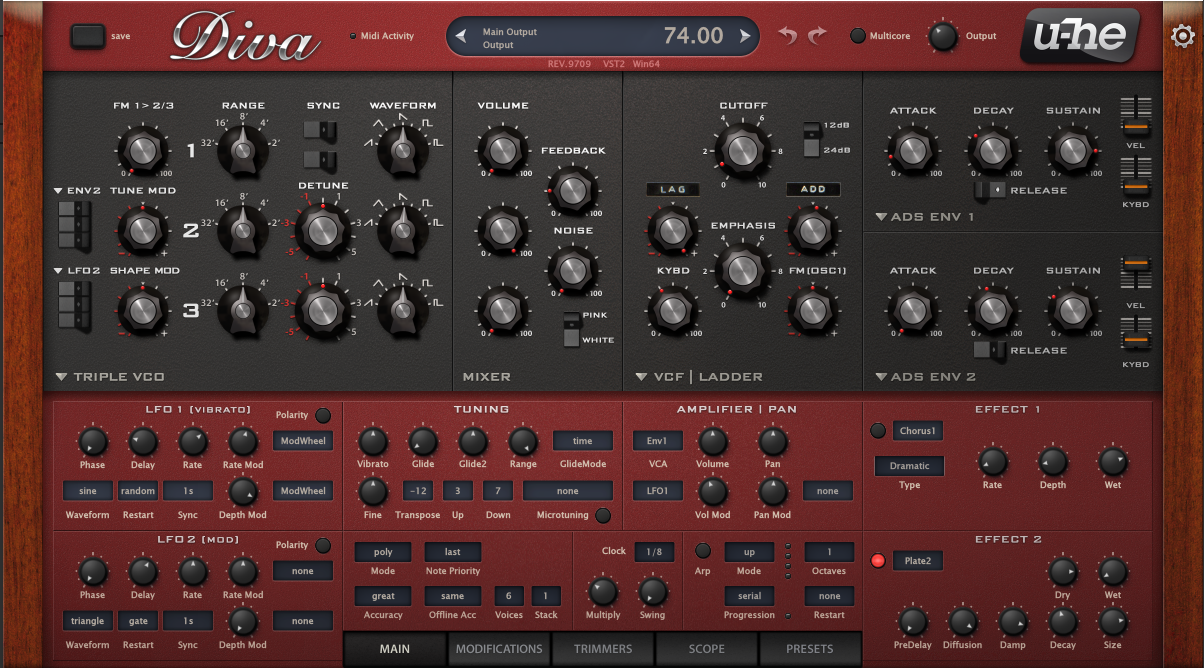 save
Diva
Midi Activity
Main Output
Output
74.00
Multicore
Output
u-he
REV.9709 VST2 Win64
FM 1> 2/3
RANGE
SYNC
WAVEFORM
16' 8' 4'
32' 2'
1
0 100
ENV2 TUNE MOD
DETUNE
-1 1
16' 8' 4'
32' 2'
2
- +
-3 3
-5 5
LFO2 SHAPE MOD
-1 1
16' 8' 4'
32' 2'
3
- +
-3 3
-5 5
TRIPLE VCO
VOLUME
0 100
FEEDBACK
0 100
0 100
NOISE
0 100
0 100
PINK
WHITE
MIXER
CUTOFF
4 6
2 8
0 10
12dB
24dB
LAG
ADD
- +
- +
EMPHASIS
4 6
2 8
0 10
KYBD
0 100
FM(OSC1)
- +
VCF | LADDER
ATTACK
DECAY
SUSTAIN
0 100
0 100
0 100
VEL
KYBD
RELEASE
ADS ENV 1
ATTACK
DECAY
SUSTAIN
0 100
0 100
0 100
VEL
KYBD
RELEASE
ADS ENV 2
LFO 1 (VIBRATO)
Polarity
ModWheel
Phase
Delay
Rate
Rate Mod
sine
random
1s
ModWheel
Waveform
Restart
Sync
Depth Mod
LFO 2 (MOD)
Polarity
none
Phase
Delay
Rate
Rate Mod
triangle
gate
1s
none
Waveform
Restart
Sync
Depth Mod
TUNING
time
Vibrato
Glide
Glide2
Range
GlideMode
-12
3
7
none
Fine
Transpose
Up
Down
Microtuning
AMPLIFIER | PAN
Env1
VCA
Volume
Pan
LFO1
none
Vol Mod
Pan Mod
poly
last
Mode
Note Priority
great
same
6
1
Accuracy
Offline Acc
Voices
Stack
Clock
1/8
Multiply
Swing
Arp
up
1
Mode
Octaves
serial
none
Progression
Restart
EFFECT 1
Chorus1
Dramatic
Type
Rate
Depth
Wet
EFFECT 2
Plate2
Dry
Wet
PreDelay
Diffusion
Damp
Decay
Size
MAIN
MODIFICATIONS
TRIMMERS
SCOPE
PRESETS